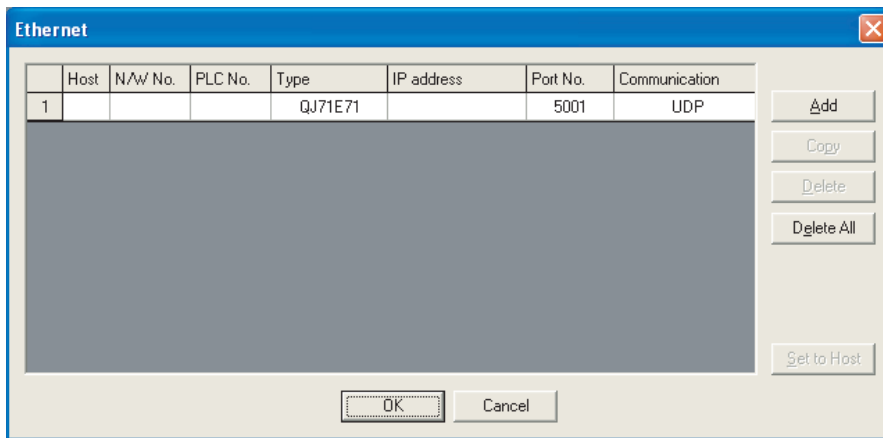 Ethernet
Host N/W No. PLC No. Type IP address Port No. Communication
1 QJ71E71 5001 UDP
Add
Copy
Delete
Delete All
Set to Host
OK Cancel